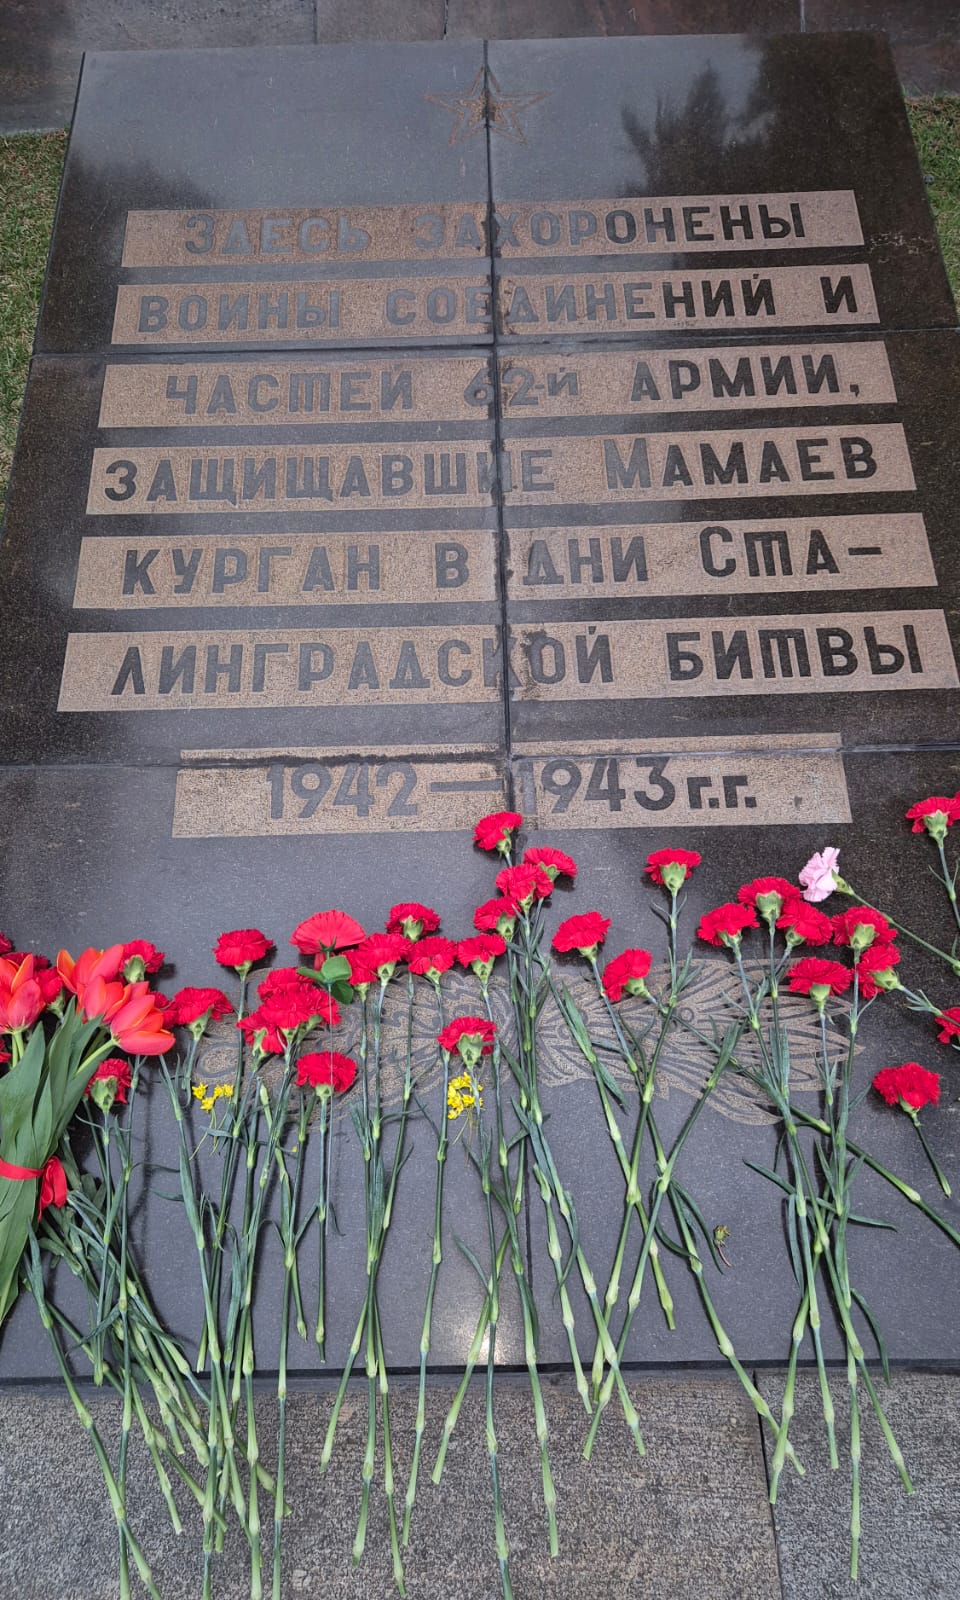 Здесь захоронены
воины соединений и
частей 62-й армии,
защищавшие Мамаев
курган в дни Ста-
линградской битвы
1942-1943 г.г.